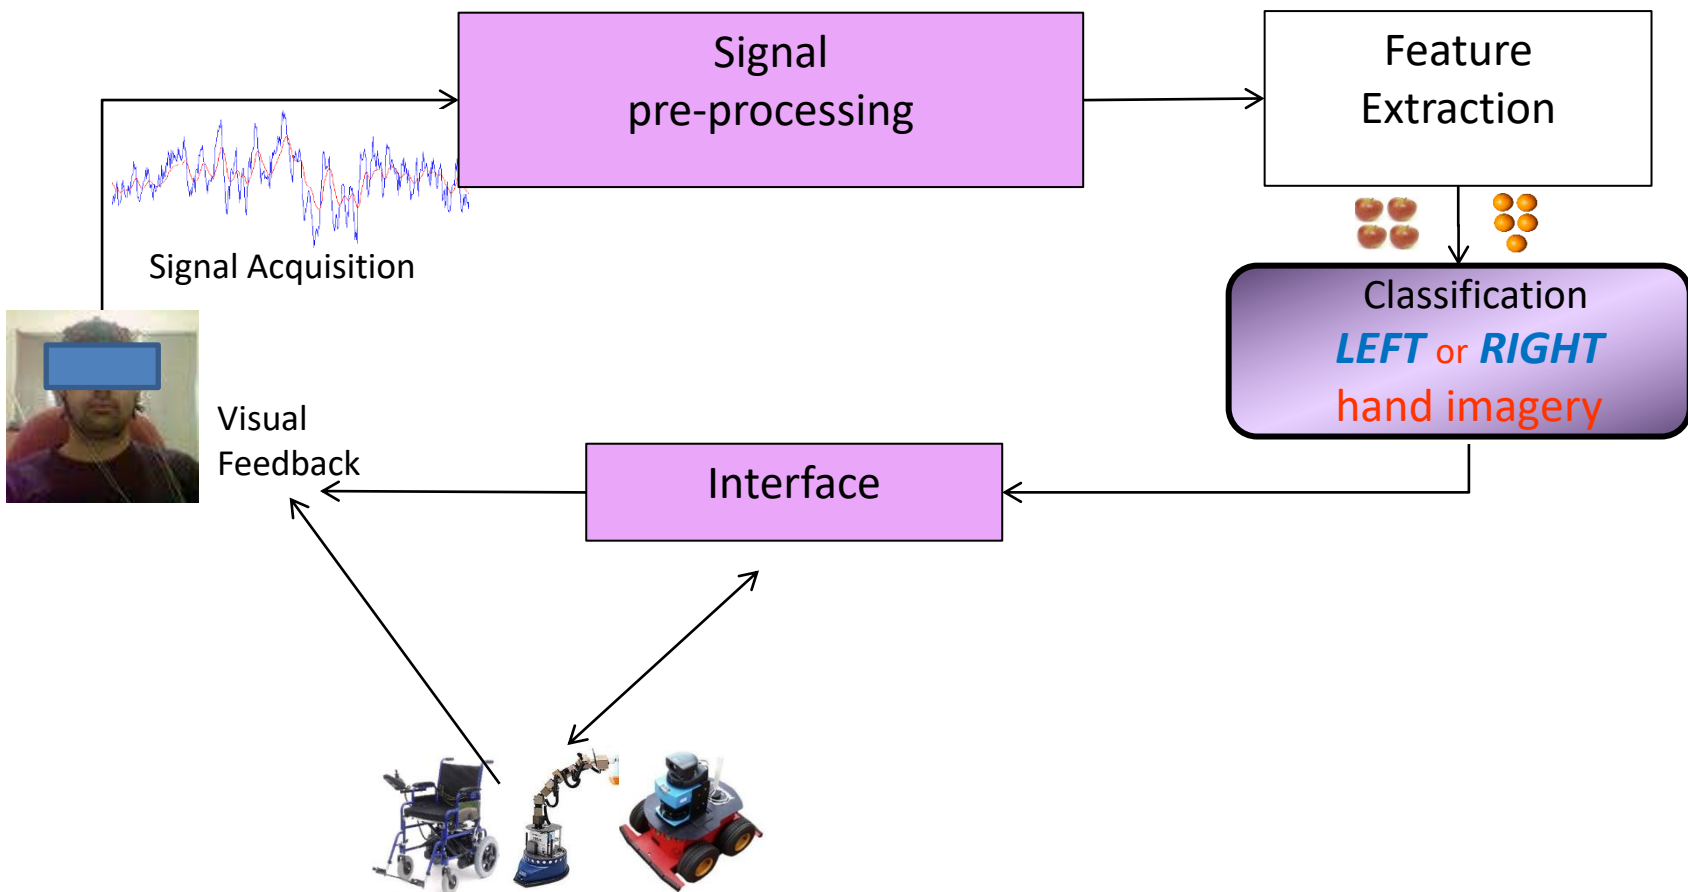 Signal
pre-processing
Feature
Extraction
Signal Acquisition
Classification
LEFT or RIGHT
hand imagery
Visual
Feedback
Interface